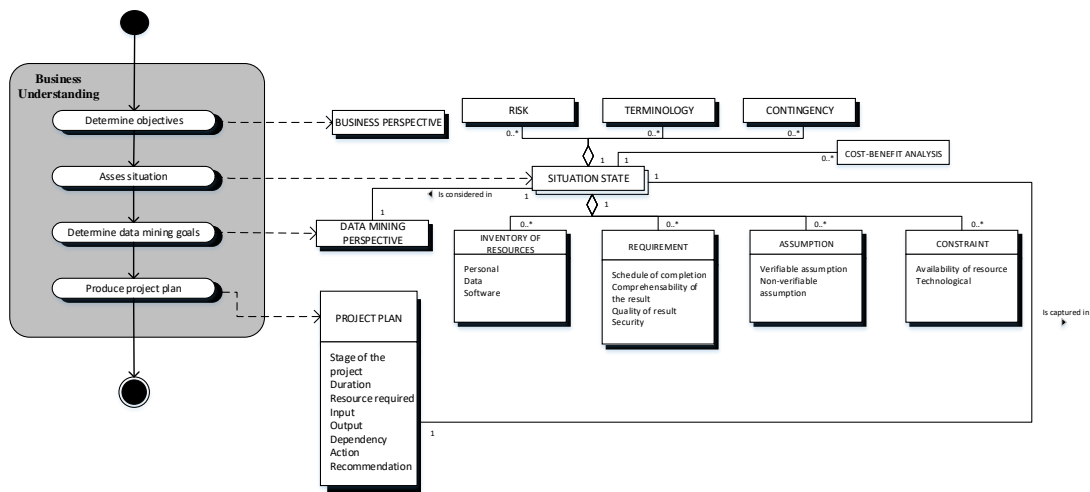 Business
Understanding
Determine objectives
Asses situation
Determine data mining goals
Produce project plan
BUSINESS PERSPECTIVE
DATA MINING
PERSPECTIVE
PROJECT PLAN
Stage of the
project
Duration
Resource required
Input
Output
Dependency
Action
Recommendation
RISK
TERMINOLOGY
CONTINGENCY
0..*
0..*
0..*
1
1
0..*
COST-BENEFIT ANALYSIS
SITUATION STATE
1
Is considered in
1
1
1
0..*
0..*
0..*
0..*
INVENTORY OF
RESOURCES
Personal
Data
Software
REQUIREMENT
Schedule of completion
Comprehensability of
the result
Quality of result
Security
ASSUMPTION
Verifiable assumption
Non-verifiable
assumption
CONSTRAINT
Availability of resource
Technological
Is captured in
1